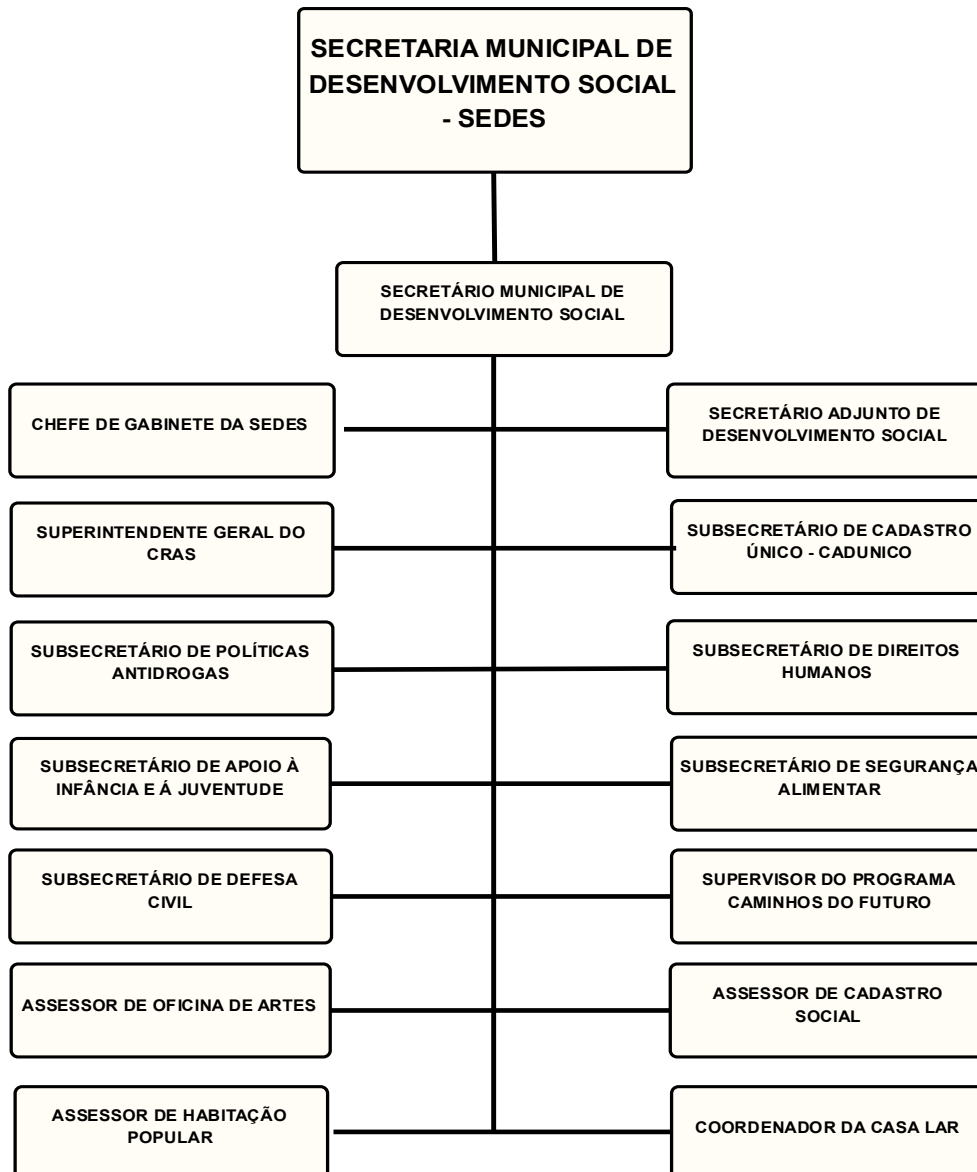 SECRETARIA MUNICIPAL DE
DESENVOLVIMENTO SOCIAL
- SEDES
SECRETÁRIO MUNICIPAL DE
DESENVOLVIMENTO SOCIAL
CHEFE DE GABINETE DA SEDES
SECRETÁRIO ADJUNTO DE
DESENVOLVIMENTO SOCIAL
SUPERINTENDENTE GERAL DO
CRAS
SUBSECRETÁRIO DE CADASTRO
ÚNICO - CADUNICO
SUBSECRETÁRIO DE POLÍTICAS
ANTIDROGAS
SUBSECRETÁRIO DE DIREITOS
HUMANOS
SUBSECRETÁRIO DE APOIO À
INFÂNCIA E Á JUVENTUDE
SUBSECRETÁRIO DE SEGURANÇA
ALIMENTAR
SUBSECRETÁRIO DE DEFESA
CIVIL
SUPERVISOR DO PROGRAMA
CAMINHOS DO FUTURO
ASSESSOR DE OFICINA DE ARTES
ASSESSOR DE CADASTRO
SOCIAL
ASSESSOR DE HABITAÇÃO
POPULAR
COORDENADOR DA CASA LAR